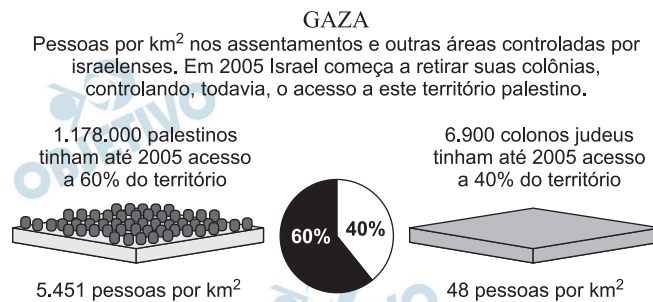 GAZA
Pessoas por km² nos assentamentos e outras áreas controladas por
israelenses. Em 2005 Israel começa a retirar suas colônias,
controlando, todavia, o acesso a este território palestino.
1.178.000 palestinos
tinham até 2005 acesso
a 60% do território
6.900 colonos judeus
tinham até 2005 acesso
a 40% do território
60%
40%
5.451 pessoas por km²
48 pessoas por km²
OBJETIVO